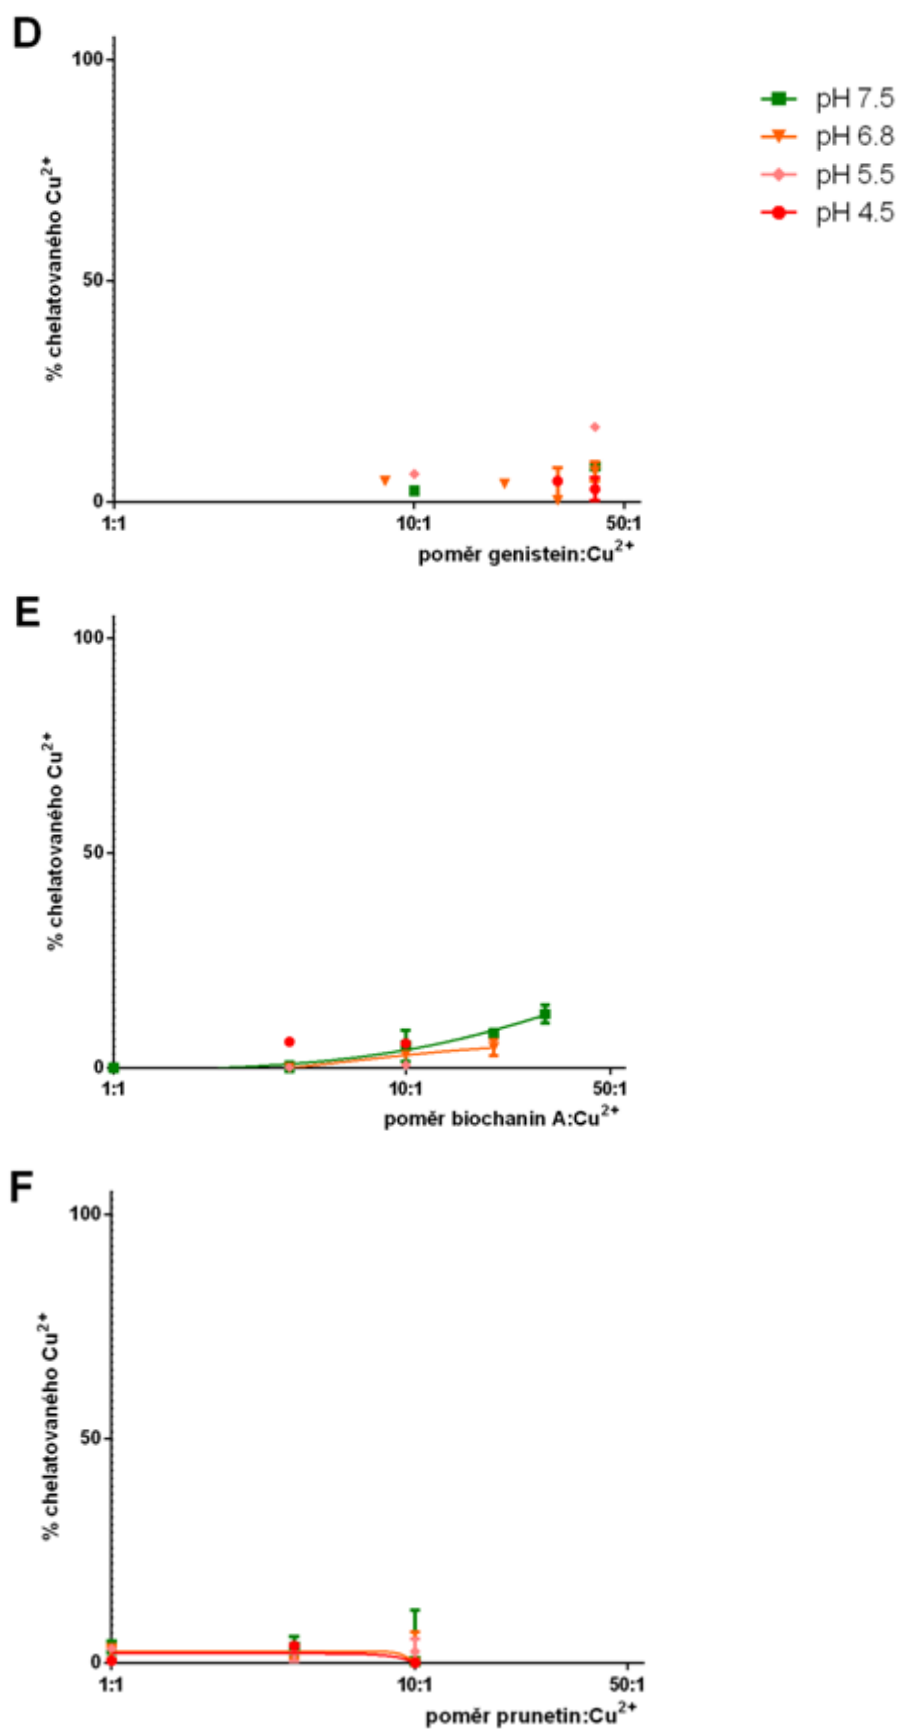 D
100
50
0
1:1
10:1
50:1
% chelatovaného Cu²⁺
poměr genistein:Cu²⁺
pH 7.5
pH 6.8
pH 5.5
pH 4.5
E
100
50
0
1:1
10:1
50:1
% chelatovaného Cu²⁺
poměr biochanin A:Cu²⁺
F
100
50
0
1:1
10:1
50:1
% chelatovaného Cu²⁺
poměr prunetin:Cu²⁺